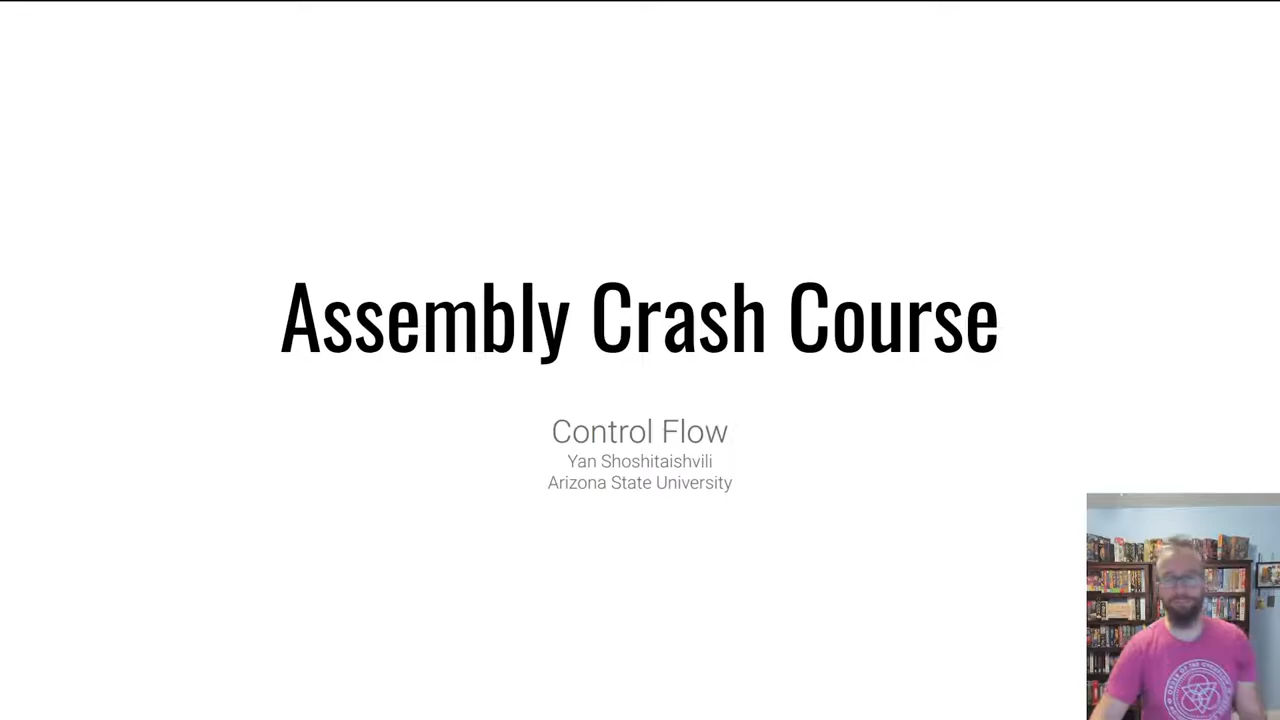 Assembly Crash Course
Control Flow
Yan Shoshitaishvili
Arizona State University